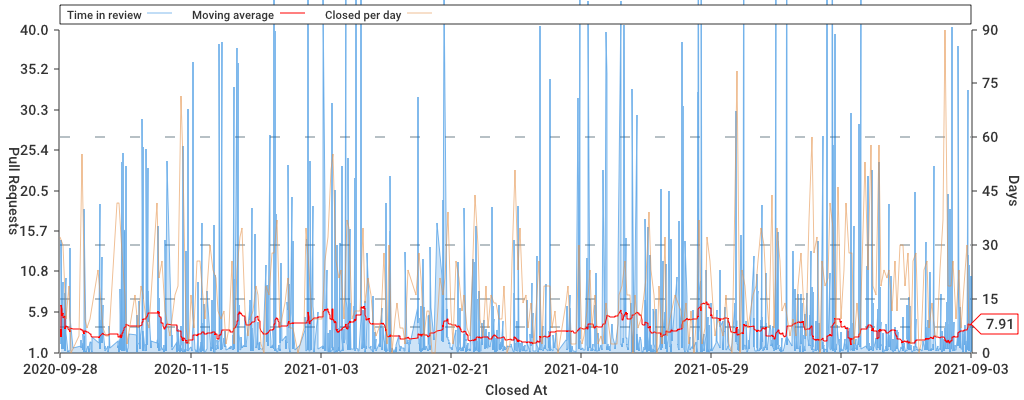 Time in review Moving average Closed per day
40.0 90
35.2 75
30.3 60
25.4 45
20.5 30
15.7 15
10.8 0
5.9
1.0
Pull Requests
Days
7.91
2020-09-28 2020-11-15 2021-01-03 2021-02-21 2021-04-10 2021-05-29 2021-07-17 2021-09-03
Closed At